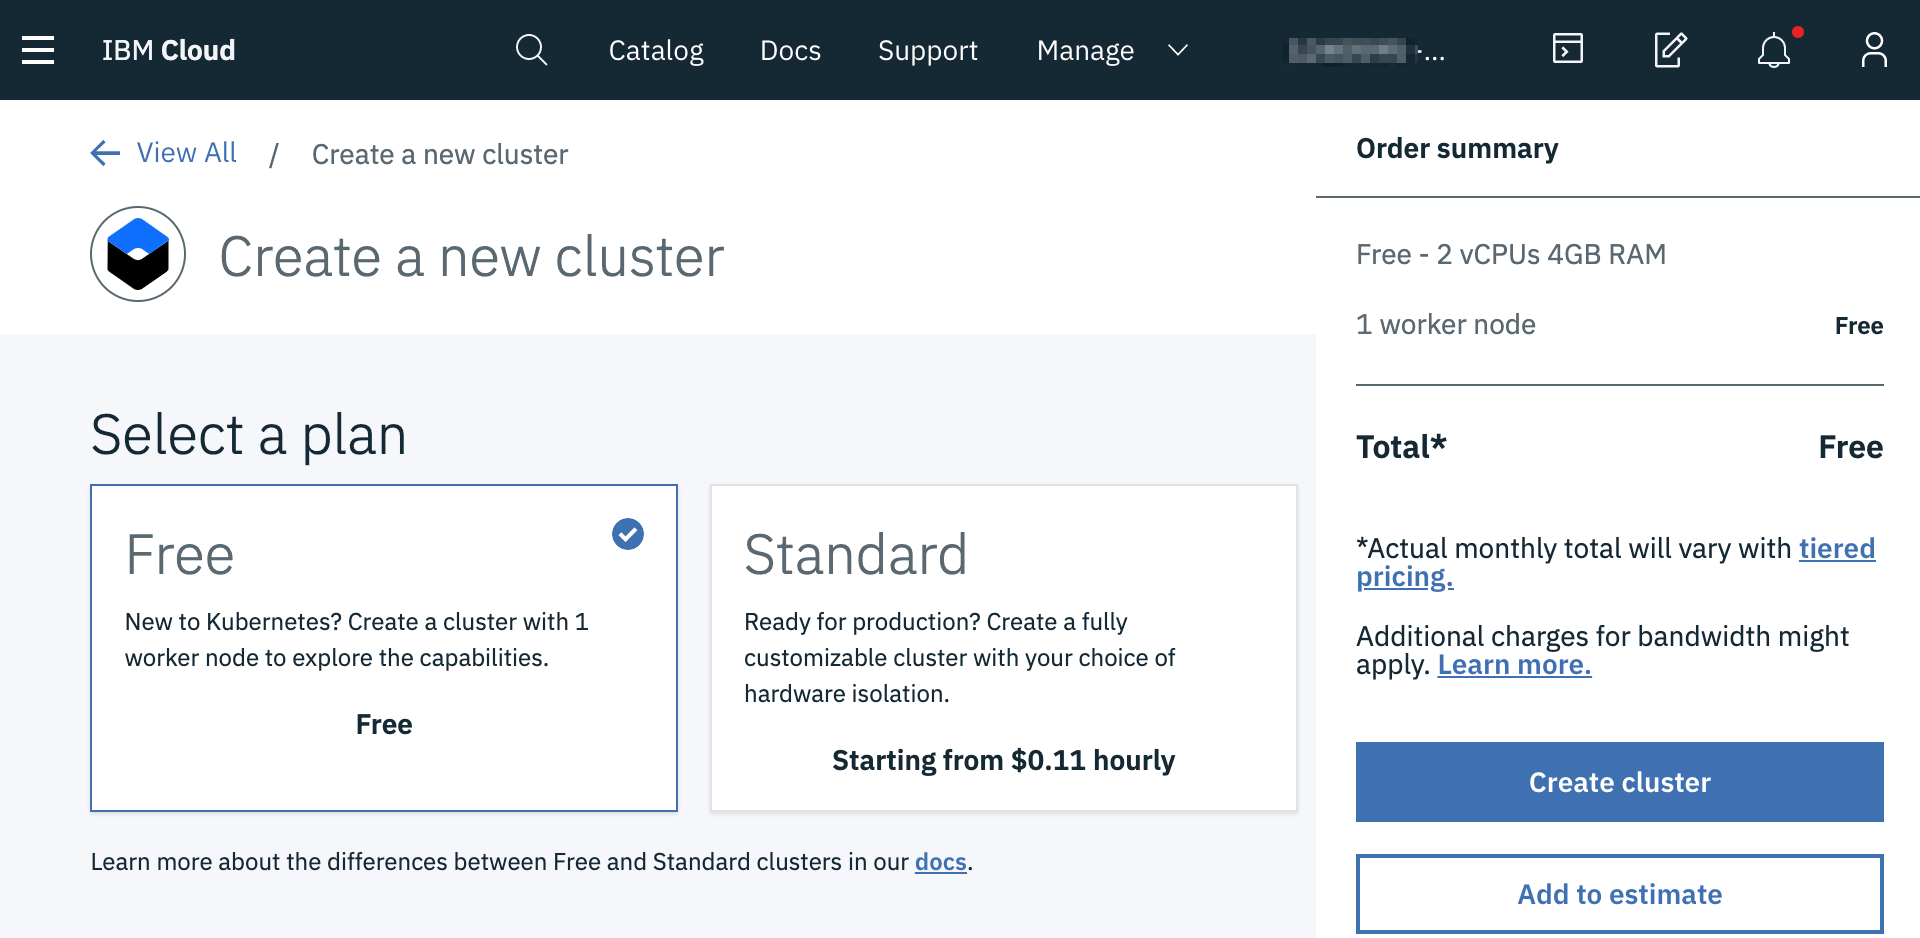 IBM Cloud
Catalog
Docs
Support
Manage
...
View All / Create a new cluster
Create a new cluster
Select a plan
Free
New to Kubernetes? Create a cluster with 1
worker node to explore the capabilities.
Free
Standard
Ready for production? Create a fully
customizable cluster with your choice of
hardware isolation.
Starting from $0.11 hourly
Learn more about the differences between Free and Standard clusters in our docs.
Order summary
Free - 2 vCPUs 4GB RAM
1 worker node Free
Total* Free
*Actual monthly total will vary with tiered
pricing.
Additional charges for bandwidth might
apply. Learn more.
Create cluster
Add to estimate